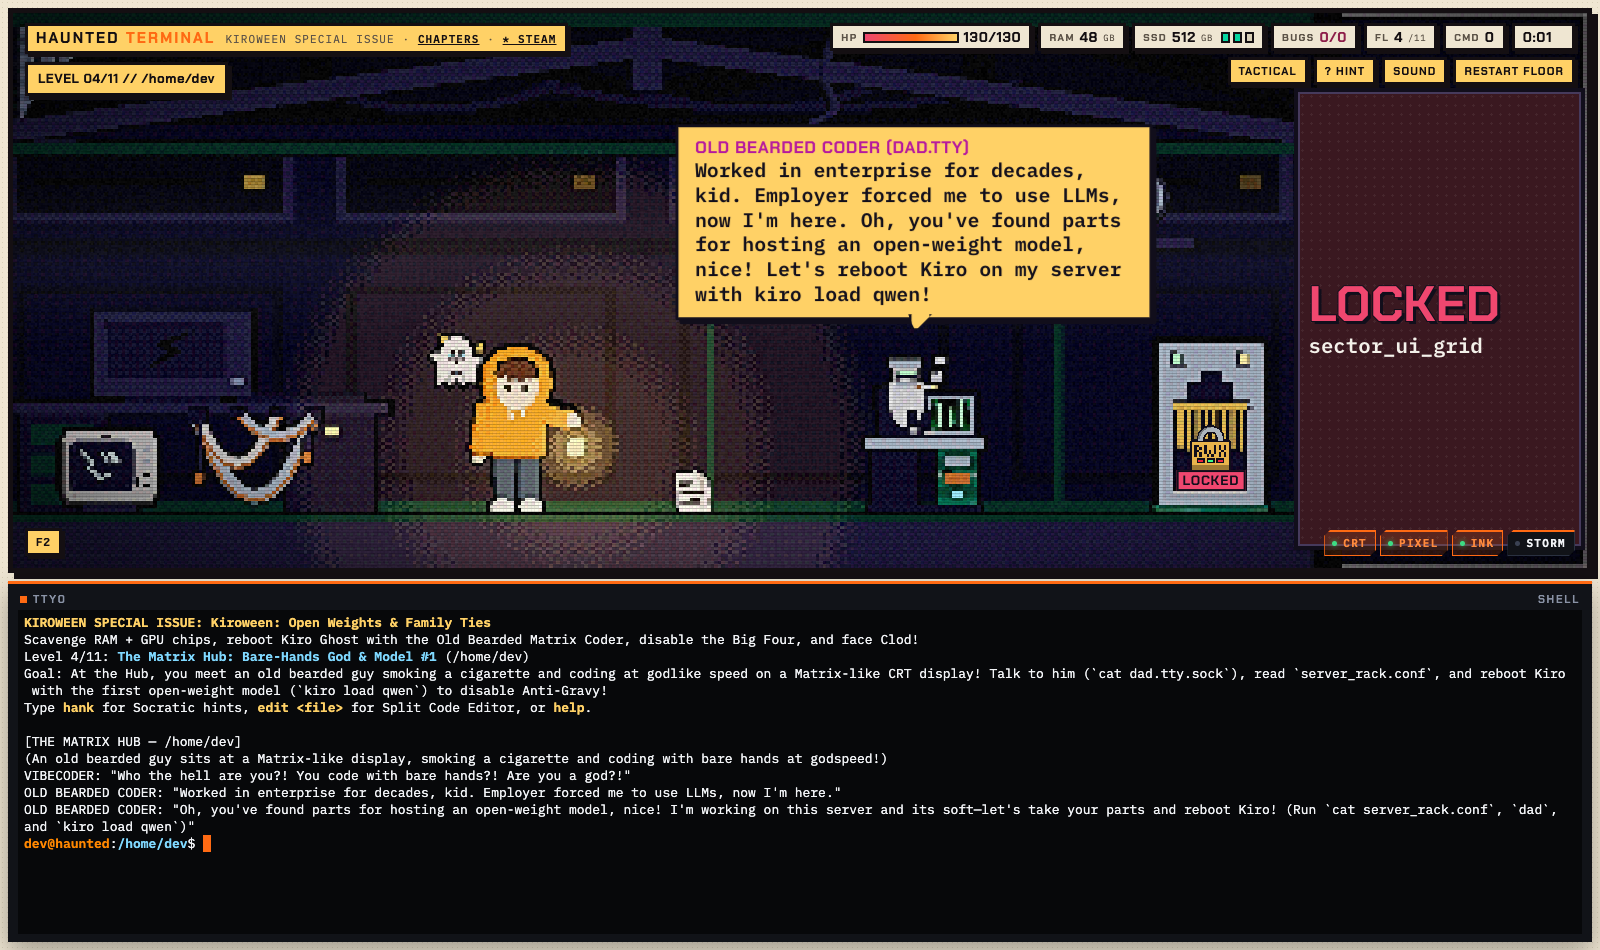 HAUNTED TERMINAL KIROWEEN SPECIAL ISSUE · CHAPTERS · * STEAM
HP 130/130
RAM 48 GB
SSD 512 GB
BUGS 0/0
FL 4 /11
CMD 0
0:01
LEVEL 04/11 // /home/dev
TACTICAL
? HINT
SOUND
RESTART FLOOR
OLD BEARDED CODER (DAD.TTY)
Worked in enterprise for decades,
kid. Employer forced me to use LLMs,
now I'm here. Oh, you've found parts
for hosting an open-weight model,
nice! Let's reboot Kiro on my server
with kiro load qwen!
LOCKED
sector_ui_grid
RWX
LOCKED
F2
CRT
PIXEL
INK
STORM
TTY0
SHELL
KIROWEEN SPECIAL ISSUE: Kiroween: Open Weights & Family Ties
Scavenge RAM + GPU chips, reboot Kiro Ghost with the Old Bearded Matrix Coder, disable the Big Four, and face Clod!
Level 4/11: The Matrix Hub: Bare-Hands God & Model #1 (/home/dev)
Goal: At the Hub, you meet an old bearded guy smoking a cigarette and coding at godlike speed on a Matrix-like CRT display! Talk to him (`cat dad.tty.sock`), read `server_rack.conf`, and reboot Kiro
with the first open-weight model (`kiro load qwen`) to disable Anti-Gravy!
Type hank for Socratic hints, edit <file> for Split Code Editor, or help.
[THE MATRIX HUB — /home/dev]
(An old bearded guy sits at a Matrix-like display, smoking a cigarette and coding with bare hands at godspeed!)
VIBECODER: "Who the hell are you?! You code with bare hands?! Are you a god?!"
OLD BEARDED CODER: "Worked in enterprise for decades, kid. Employer forced me to use LLMs, now I'm here."
OLD BEARDED CODER: "Oh, you've found parts for hosting an open-weight model, nice! I'm working on this server and its soft—let's take your parts and reboot Kiro! (Run `cat server_rack.conf`, `dad`,
and `kiro load qwen`)"
dev@haunted:/home/dev$